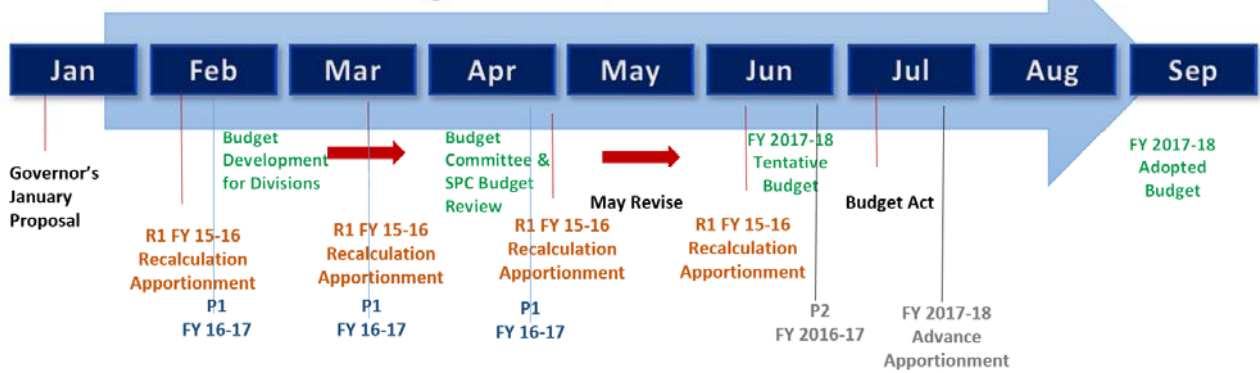 Jan
Feb
Mar
Apr
May
Jun
Jul
Aug
Sep
Governor's
January
Proposal
Budget
Development
for Divisions
Budget
Committee &
SPC Budget
Review
May Revise
FY 2017-18
Tentative
Budget
Budget Act
FY 2017-18
Adopted
Budget
R1 FY 15-16
Recalculation
Apportionment
R1 FY 15-16
Recalculation
Apportionment
R1 FY 15-16
Recalculation
Apportionment
R1 FY 15-16
Recalculation
Apportionment
P1
FY 16-17
P1
FY 16-17
P1
FY 16-17
P2
FY 2016-17
FY 2017-18
Advance
Apportionment